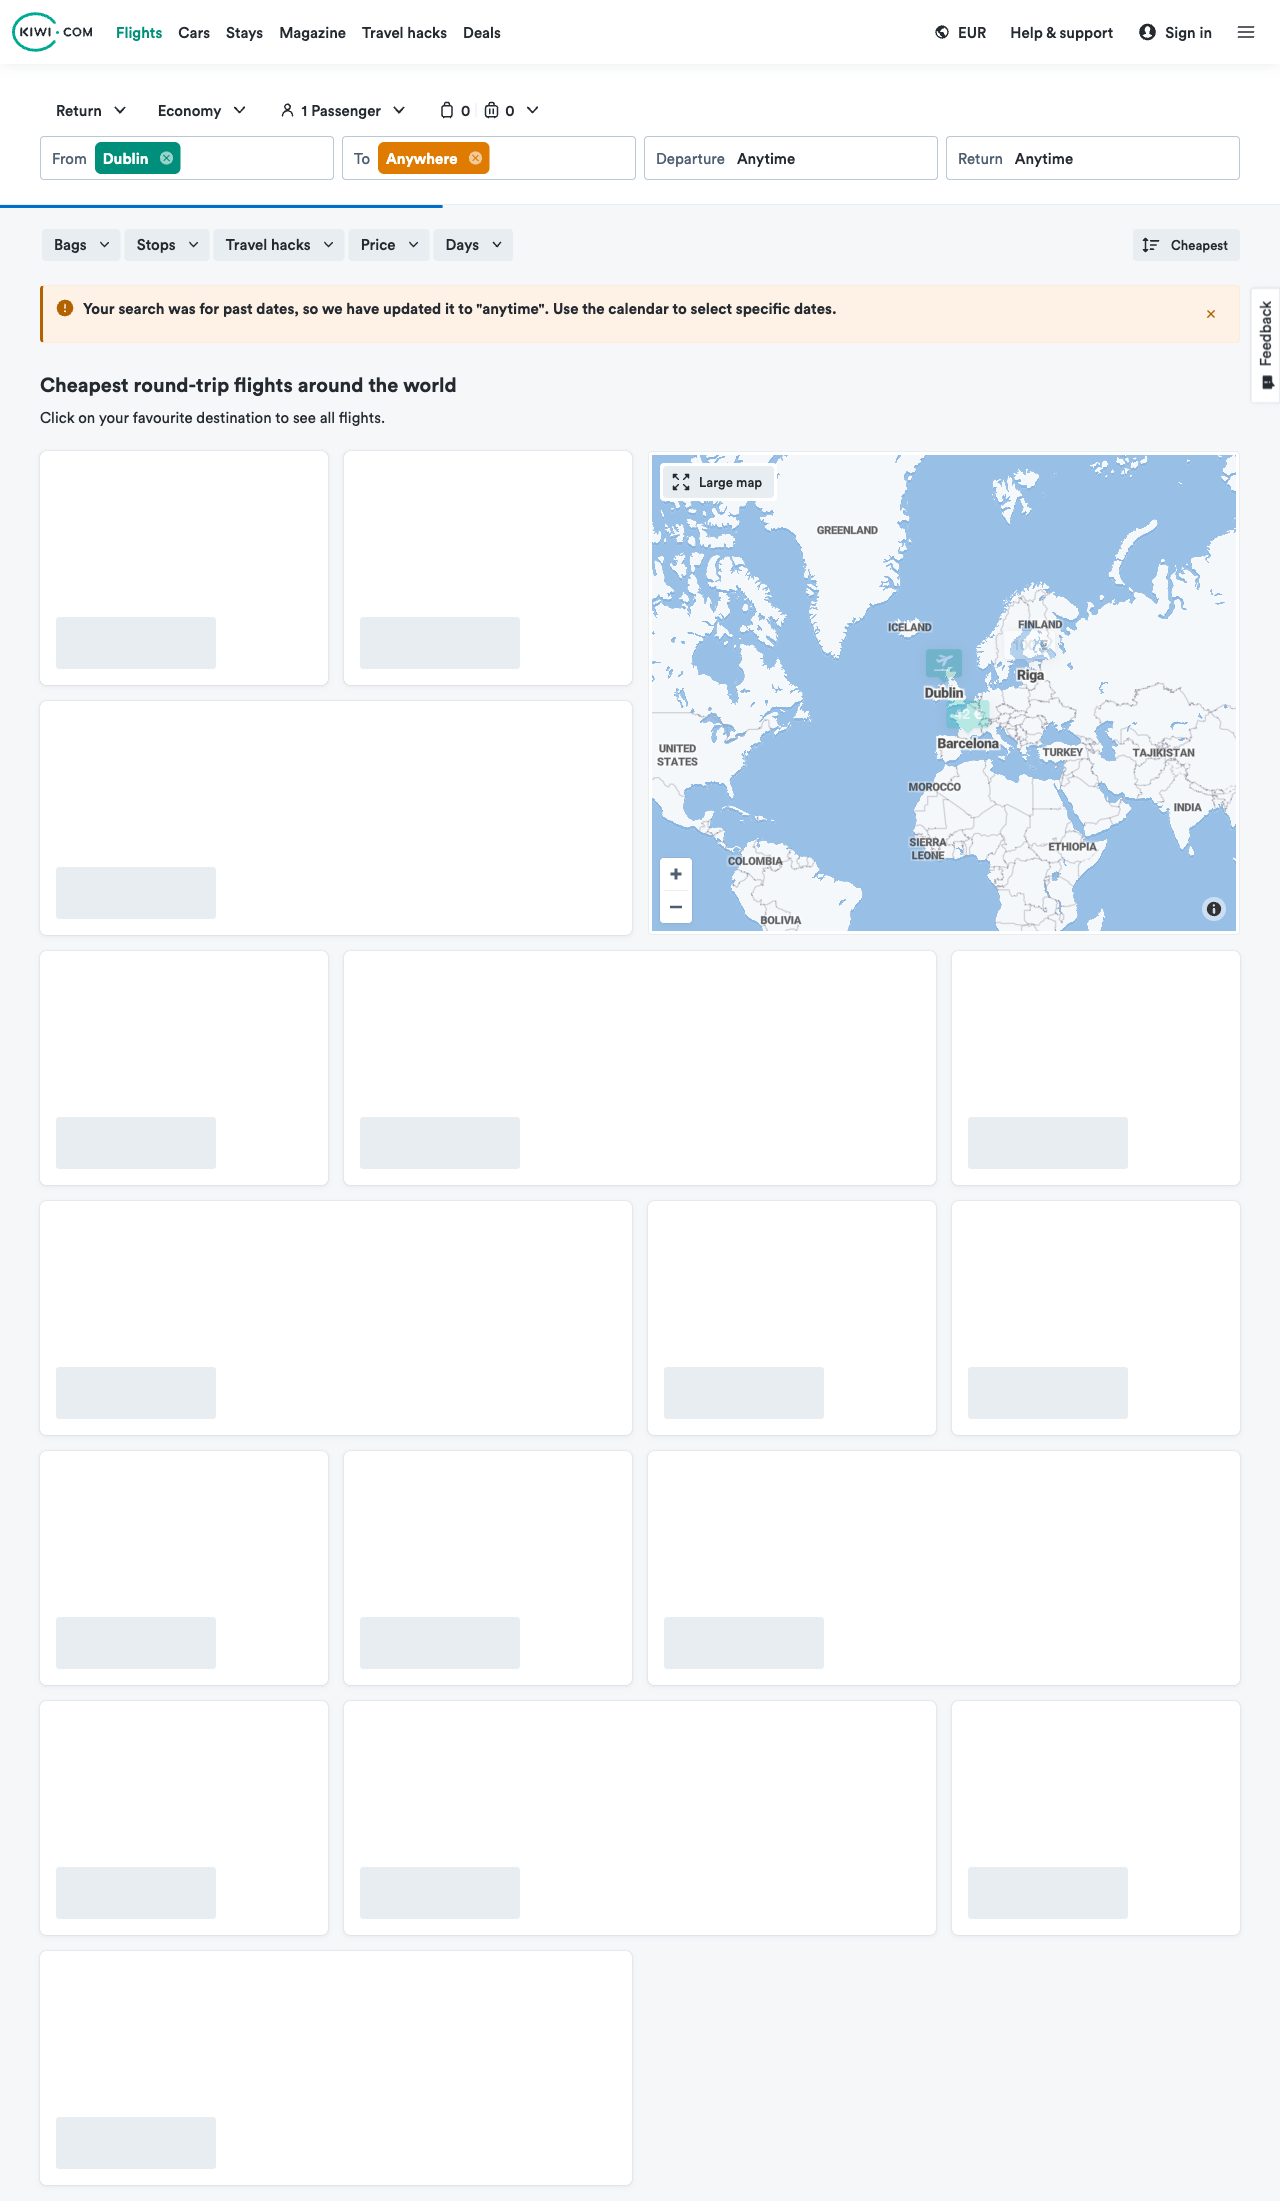 KIWI.COM Flights Cars Stays Magazine Travel hacks Deals EUR Help & support Sign in
Return Economy 1 Passenger 0 0
From Dublin To Anywhere Departure Anytime Return Anytime
Bags Stops Travel hacks Price Days Cheapest
Your search was for past dates, so we have updated it to "anytime". Use the calendar to select specific dates.
Feedback
Cheapest round-trip flights around the world
Click on your favourite destination to see all flights.
Large map
GREENLAND
ICELAND
FINLAND
Riga
Dublin
Barcelona
UNITED
STATES
TURKEY
TAJIKISTAN
MOROCCO
INDIA
SIERRA
LEONE
ETHIOPIA
COLOMBIA
BOLIVIA